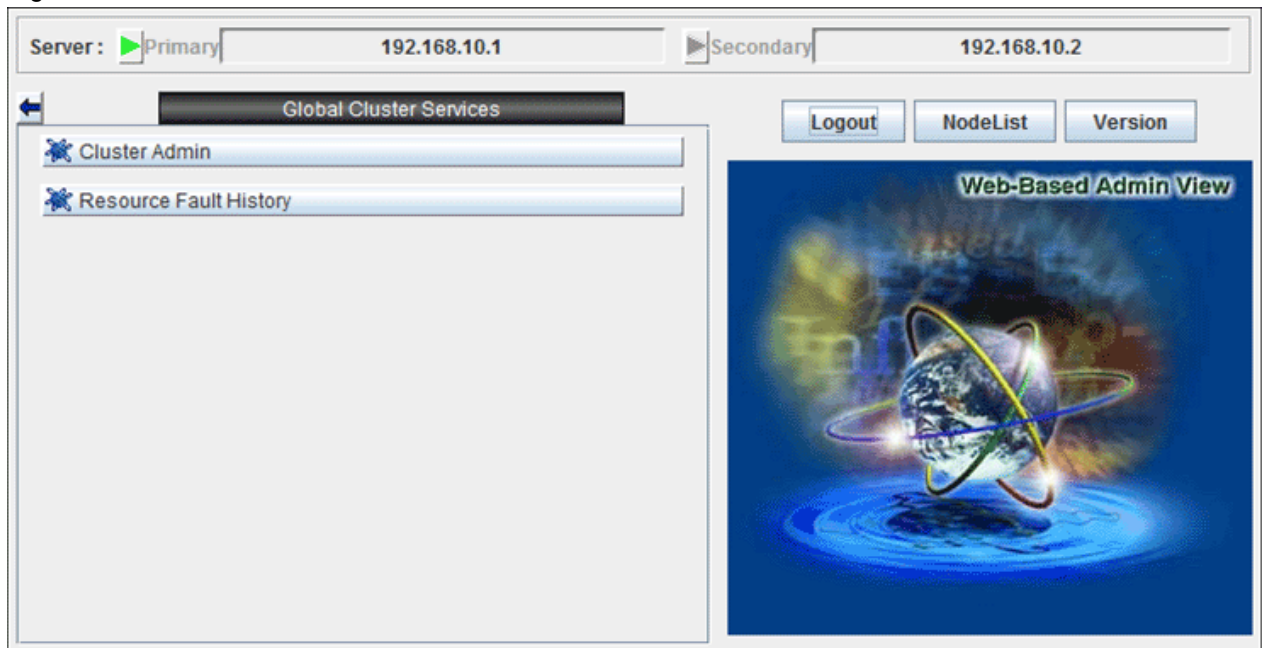 Server : Primary 192.168.10.1 Secondary 192.168.10.2
Global Cluster Services
Logout NodeList Version
Cluster Admin
Resource Fault History
Web-Based Admin View